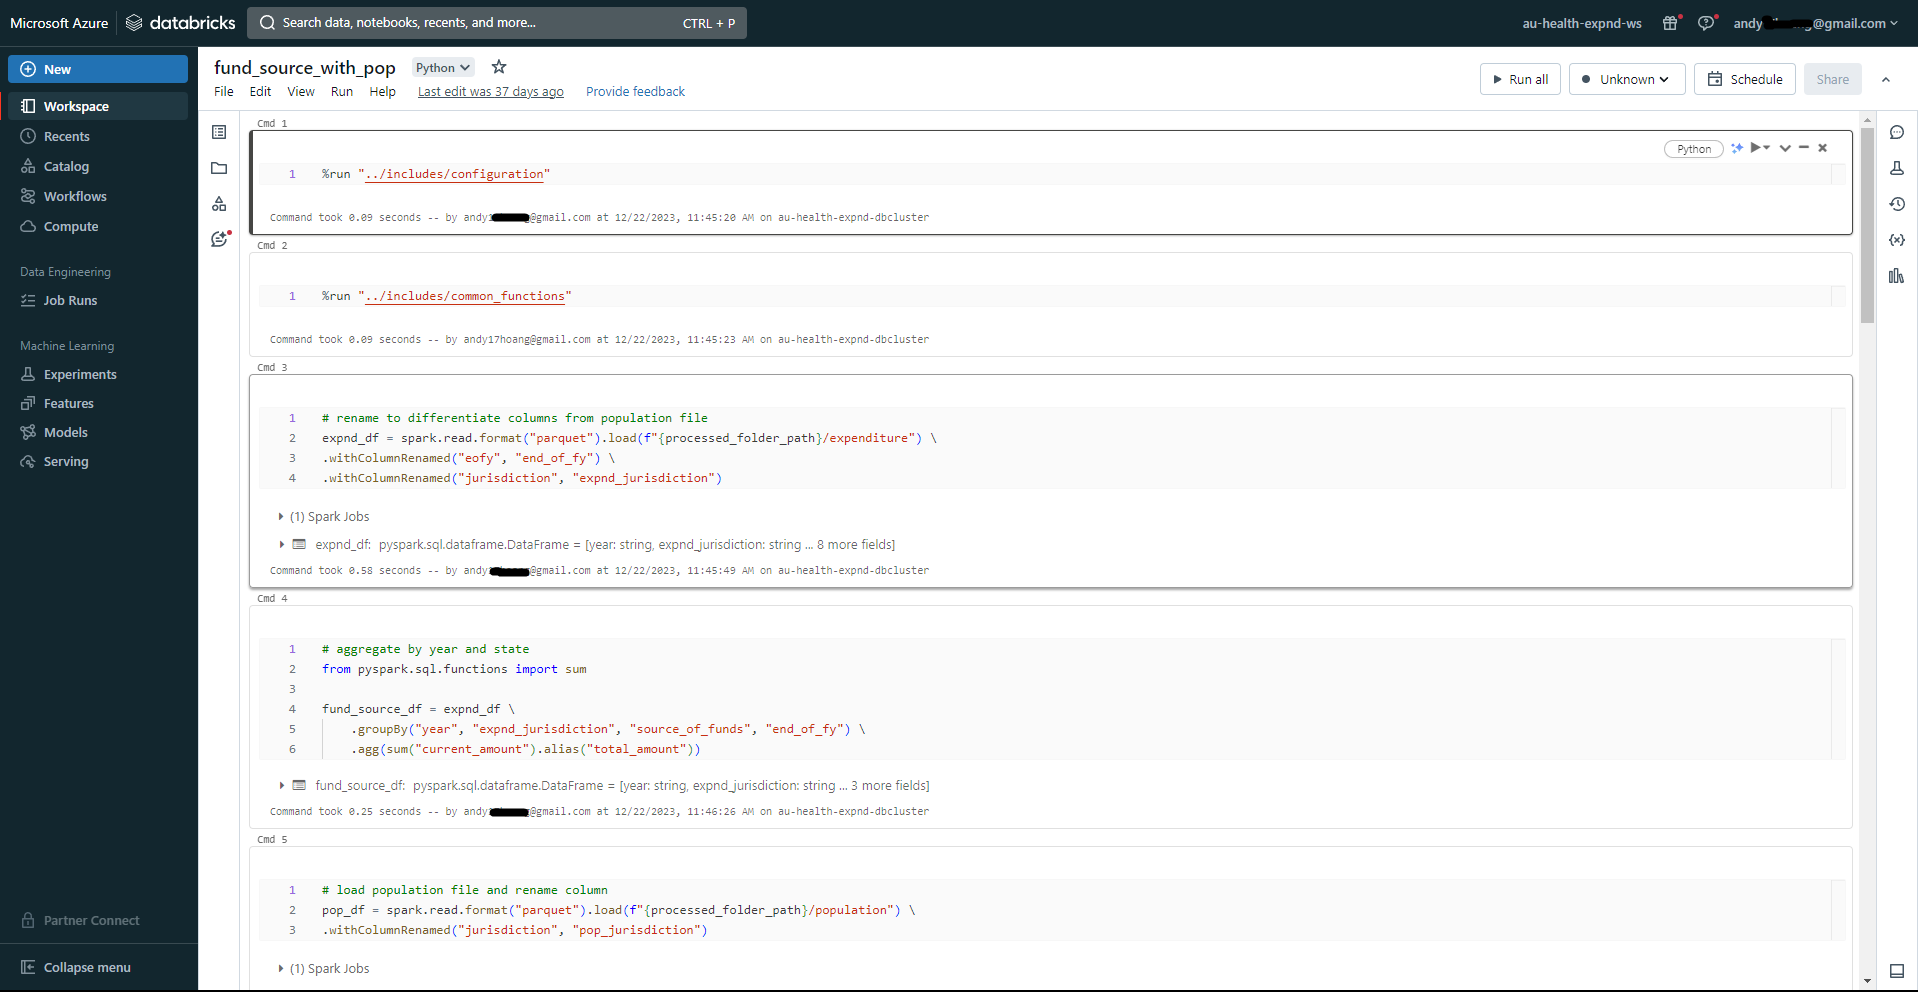 Microsoft Azure databricks Search data, notebooks, recents, and more... CTRL + P au-health-expnd-ws andy @gmail.com
New
Workspace
Recents
Catalog
Workflows
Compute
Data Engineering
Job Runs
Machine Learning
Experiments
Features
Models
Serving
Partner Connect
Collapse menu
fund_source_with_pop Python
File Edit View Run Help Last edit was 37 days ago Provide feedback
Run all Unknown Schedule Share
Cmd 1
Python
1 %run "../includes/configuration"
Command took 0.09 seconds -- by andy @gmail.com at 12/22/2023, 11:45:20 AM on au-health-expnd-dbcluster
Cmd 2
1 %run "../includes/common_functions"
Command took 0.09 seconds -- by andy17hoang@gmail.com at 12/22/2023, 11:45:23 AM on au-health-expnd-dbcluster
Cmd 3
1 # rename to differentiate columns from population file
2 expnd_df = spark.read.format("parquet").load(f"{processed_folder_path}/expenditure") \
3 .withColumnRenamed("eofy", "end_of_fy") \
4 .withColumnRenamed("jurisdiction", "expnd_jurisdiction")
(1) Spark Jobs
expnd_df: pyspark.sql.dataframe.DataFrame = [year: string, expnd_jurisdiction: string ... 8 more fields]
Command took 0.58 seconds -- by andy @gmail.com at 12/22/2023, 11:45:49 AM on au-health-expnd-dbcluster
Cmd 4
1 # aggregate by year and state
2 from pyspark.sql.functions import sum
3
4 fund_source_df = expnd_df \
5 .groupBy("year", "expnd_jurisdiction", "source_of_funds", "end_of_fy") \
6 .agg(sum("current_amount").alias("total_amount"))
fund_source_df: pyspark.sql.dataframe.DataFrame = [year: string, expnd_jurisdiction: string ... 3 more fields]
Command took 0.25 seconds -- by andy @gmail.com at 12/22/2023, 11:46:26 AM on au-health-expnd-dbcluster
Cmd 5
1 # load population file and rename column
2 pop_df = spark.read.format("parquet").load(f"{processed_folder_path}/population") \
3 .withColumnRenamed("jurisdiction", "pop_jurisdiction")
(1) Spark Jobs